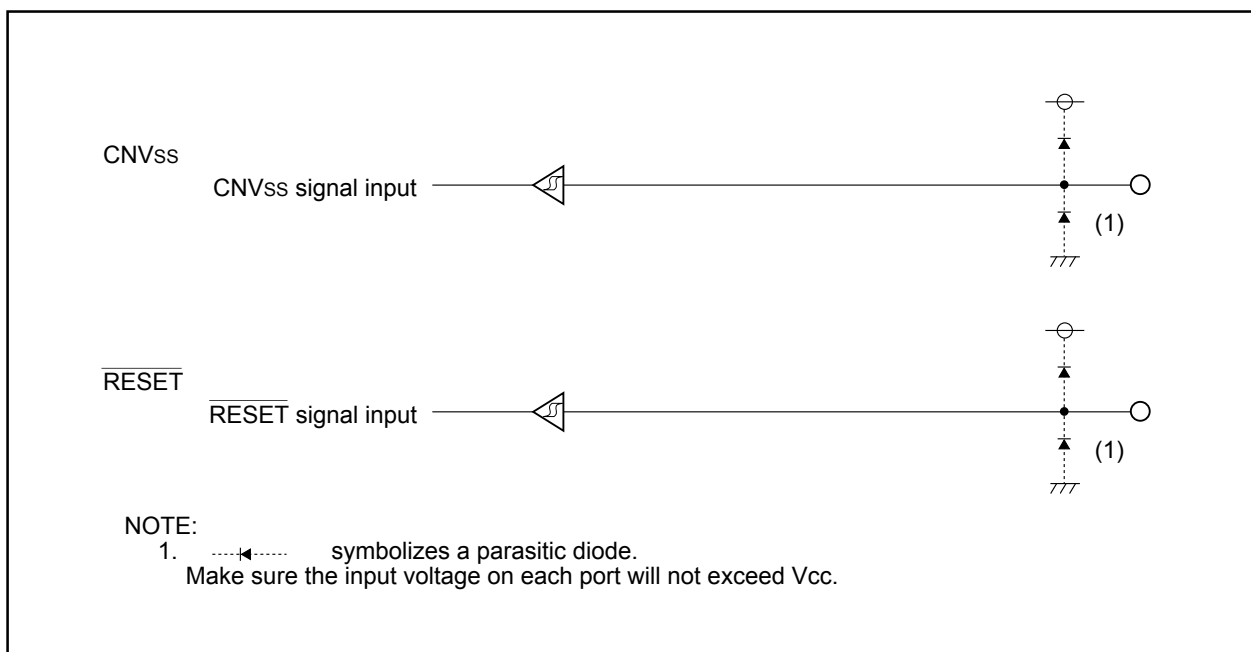 CNVss
CNVss signal input
(1)
RESET
RESET signal input
(1)
NOTE:
1. symbolizes a parasitic diode.
Make sure the input voltage on each port will not exceed Vcc.